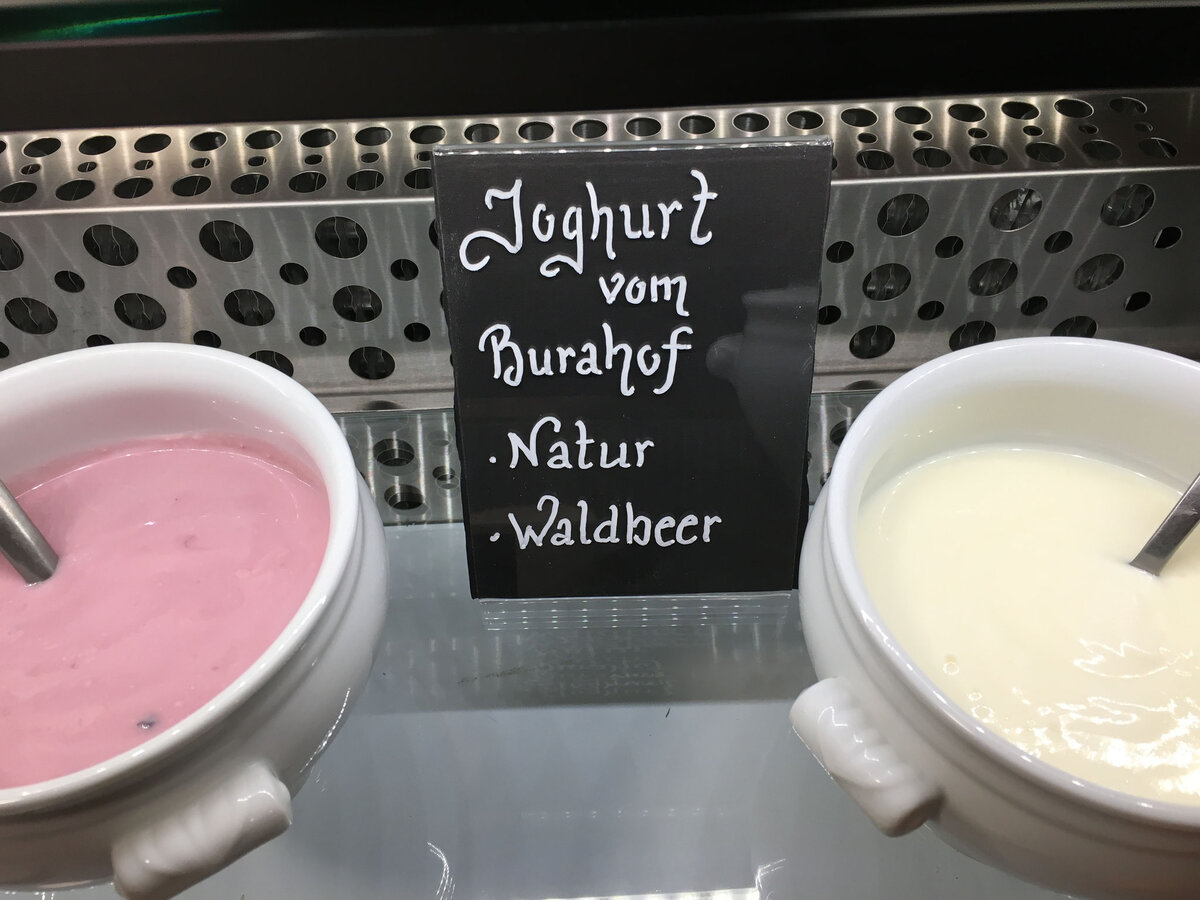 Joghurt
vom
Burahof
· Natur
· Waldbeer